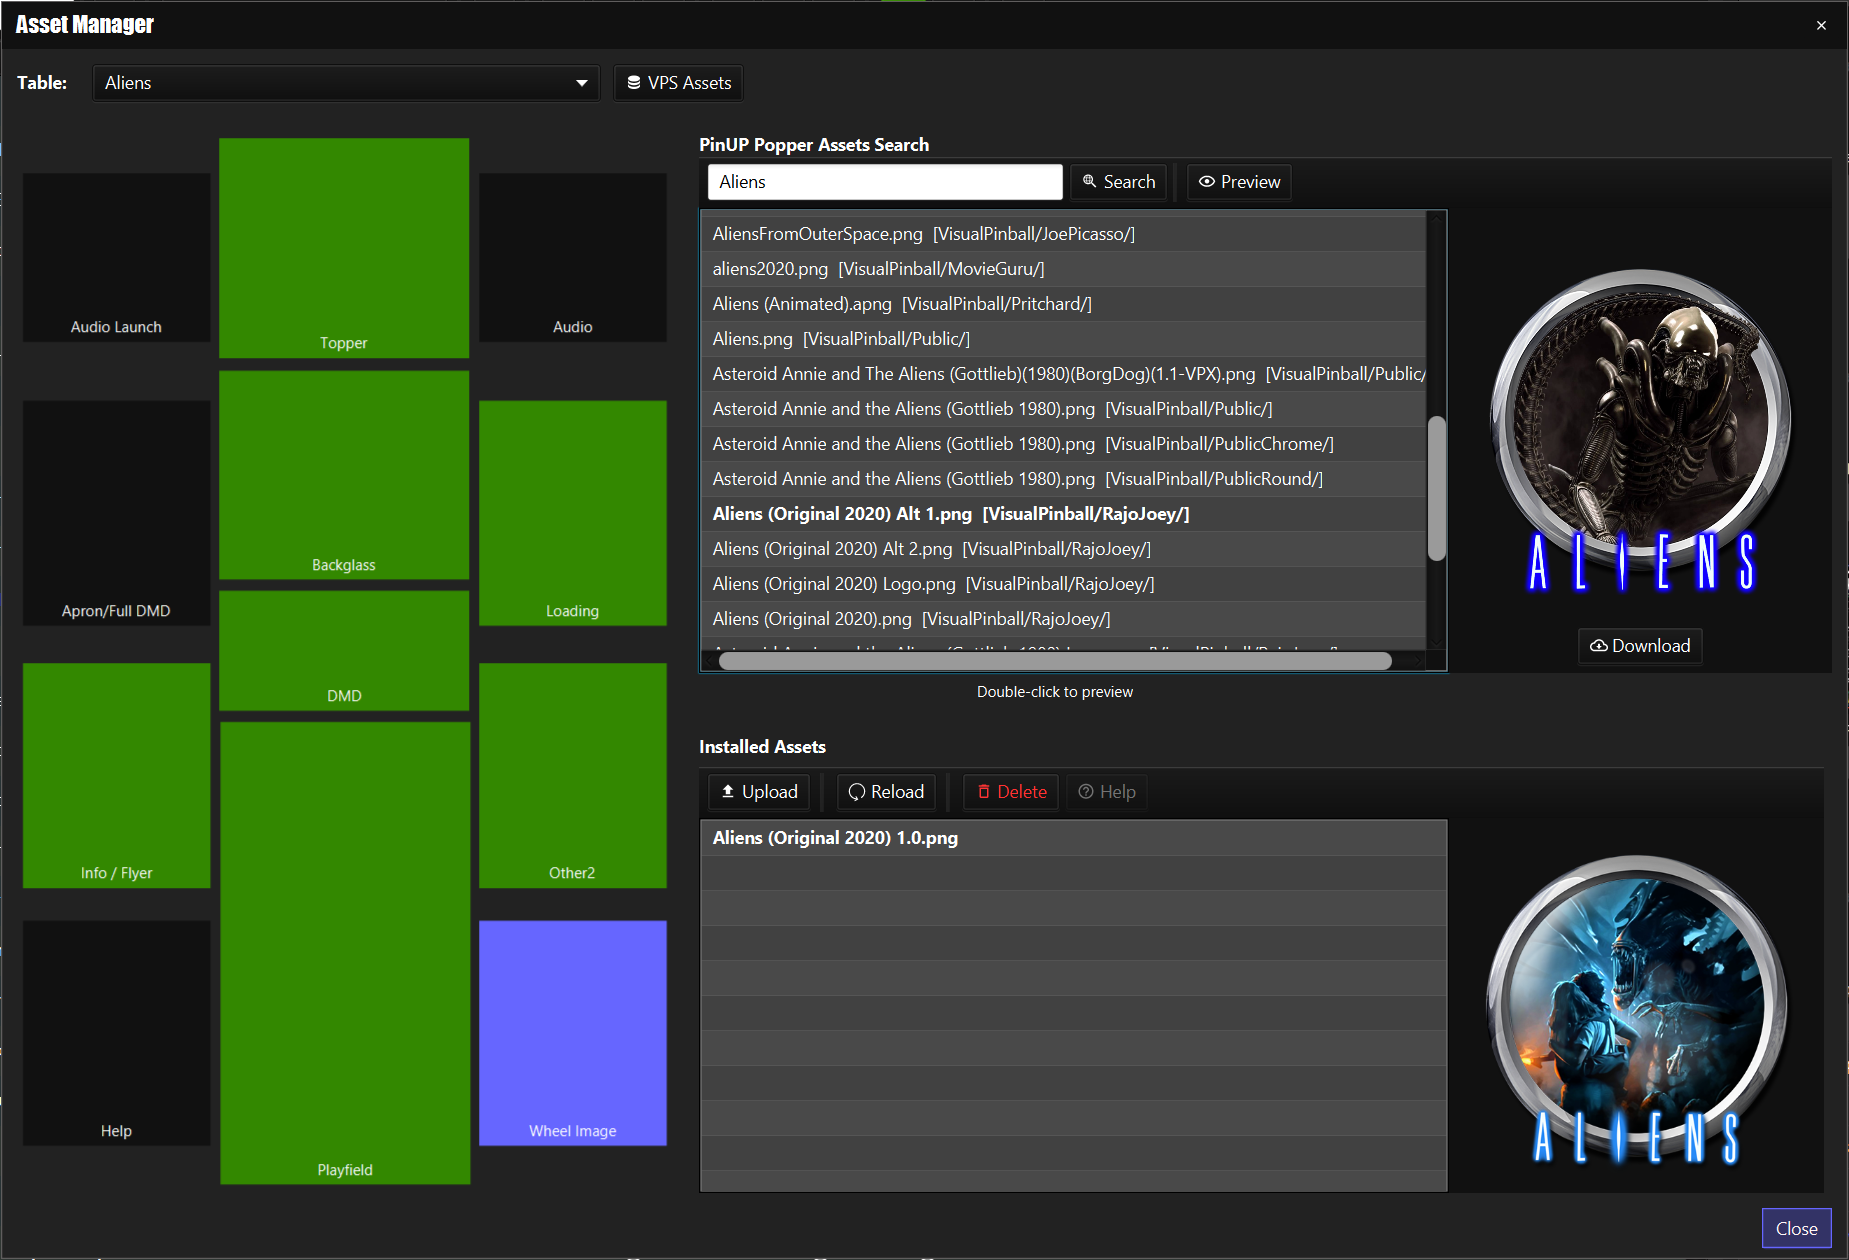 Asset Manager
Table:
Aliens
VPS Assets
Audio Launch
Topper
Audio
Apron/Full DMD
Backglass
Loading
DMD
Info / Flyer
Other2
Help
Playfield
Wheel Image
PinUP Popper Assets Search
Aliens
Search
Preview
AliensFromOuterSpace.png [VisualPinball/JoePicasso/]
aliens2020.png [VisualPinball/MovieGuru/]
Aliens (Animated).apng [VisualPinball/Pritchard/]
Aliens.png [VisualPinball/Public/]
Asteroid Annie and The Aliens (Gottlieb)(1980)(BorgDog)(1.1-VPX).png [VisualPinball/Public/
Asteroid Annie and the Aliens (Gottlieb 1980).png [VisualPinball/Public/]
Asteroid Annie and the Aliens (Gottlieb 1980).png [VisualPinball/PublicChrome/]
Asteroid Annie and the Aliens (Gottlieb 1980).png [VisualPinball/PublicRound/]
Aliens (Original 2020) Alt 1.png [VisualPinball/RajoJoey/]
Aliens (Original 2020) Alt 2.png [VisualPinball/RajoJoey/]
Aliens (Original 2020) Logo.png [VisualPinball/RajoJoey/]
Aliens (Original 2020).png [VisualPinball/RajoJoey/]
ALIENS
Download
Double-click to preview
Installed Assets
Upload
Reload
Delete
Help
Aliens (Original 2020) 1.0.png
ALIENS
Close